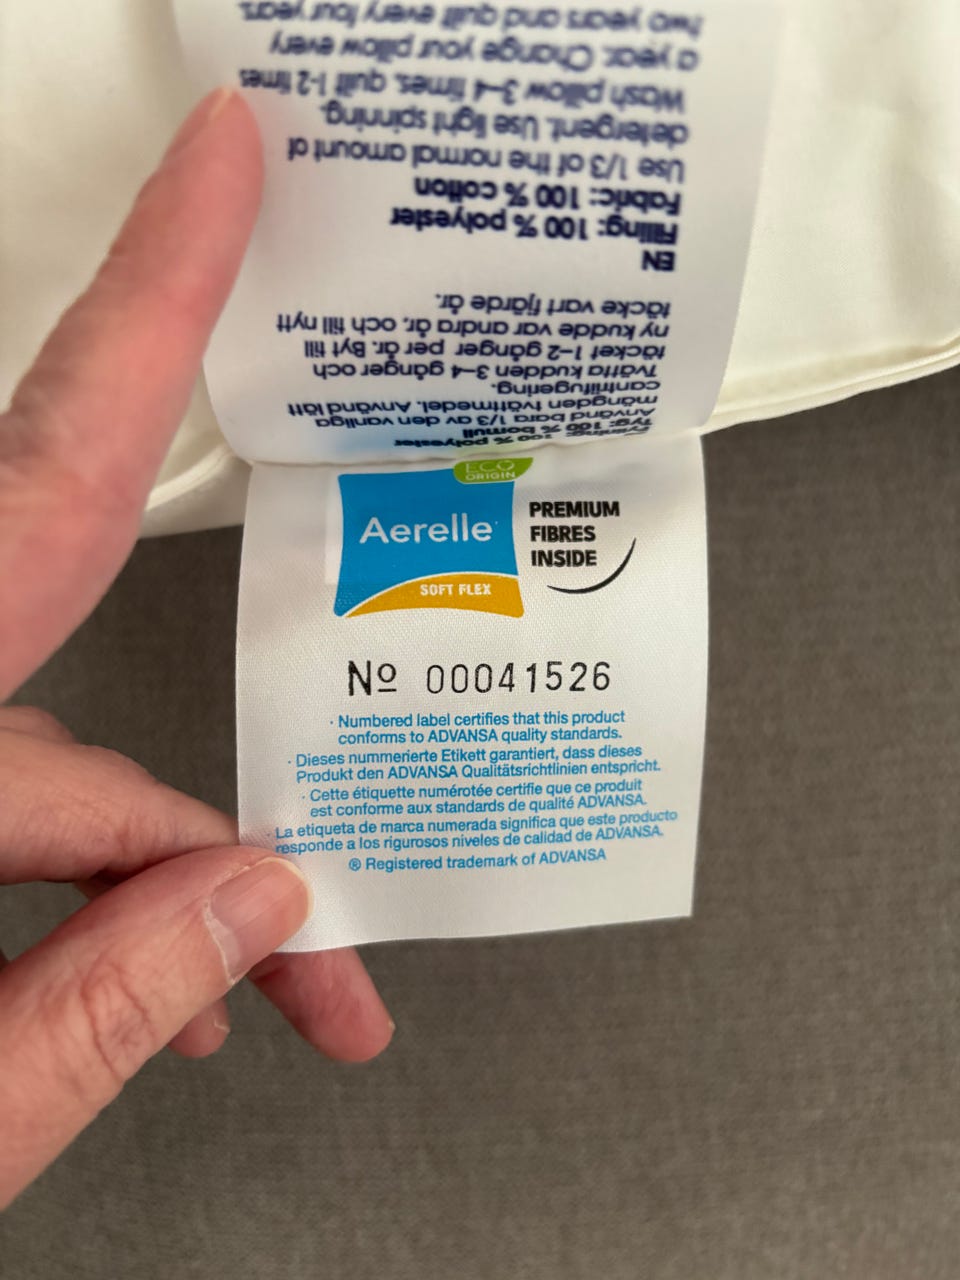 Fyllning: 100 % polyester
Tyg: 100 % bomull
Använd bara 1/3 av den vanliga
mängden tvättmedel. Använd lätt
cantrifugering.
Tvätta kudden 3-4 gånger och
täcket 1-2 gånger per år. Byt till
ny kudde var andra år, och till nytt
täcke vart fjärde år.
EN
Filling: 100 % polyester
Fabric: 100 % cotton
Use 1/3 of the normal amount of
detergent. Use light spinning.
Wash pillow 3-4 times, quilt 1-2 times
a year. Change your pillow every
two years and quilt every four years.
ECO
ORIGIN
Aerelle
SOFT FLEX
PREMIUM
FIBRES
INSIDE
Nº 00041526
· Numbered label certifies that this product
conforms to ADVANSA quality standards.
· Dieses nummerierte Etikett garantiert, dass dieses
Produkt den ADVANSA Qualitätsrichtlinien entspricht.
· Cette étiquette numérotée certifie que ce produit
est conforme aux standards de qualité ADVANSA.
· La etiqueta de marca numerada significa que este producto
responde a los rigurosos niveles de calidad de ADVANSA.
® Registered trademark of ADVANSA